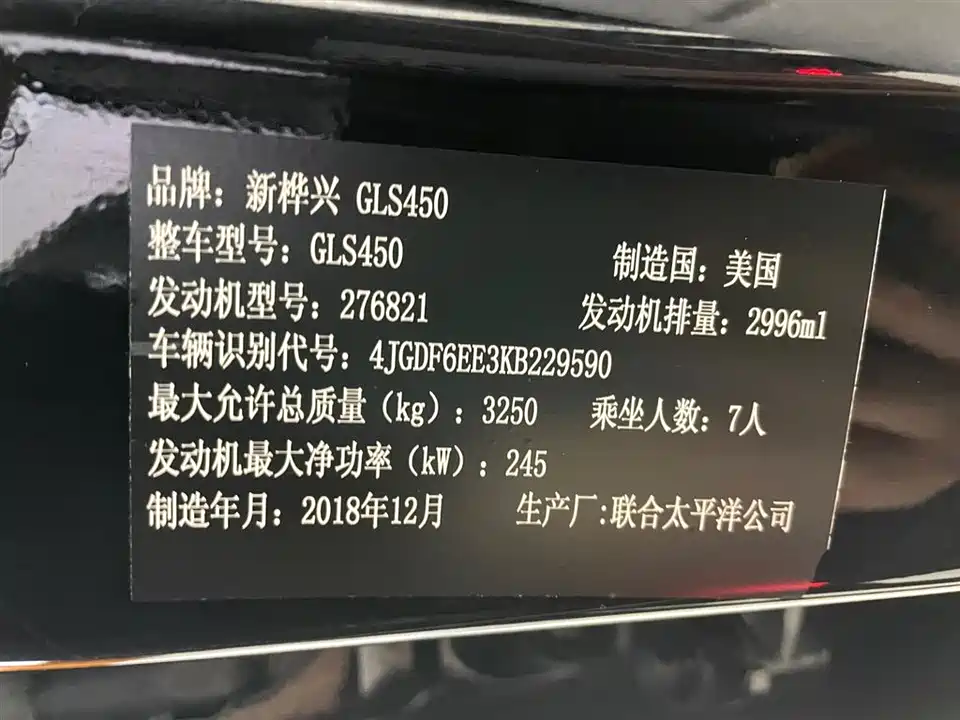 品牌：新桦兴 GLS450
整车型号：GLS450 制造国：美国
发动机型号：276821 发动机排量：2996ml
车辆识别代号：4JGDF6EE3KB229590
最大允许总质量（kg）：3250 乘坐人数：7人
发动机最大净功率（kW）：245
制造年月：2018年12月 生产厂:联合太平洋公司